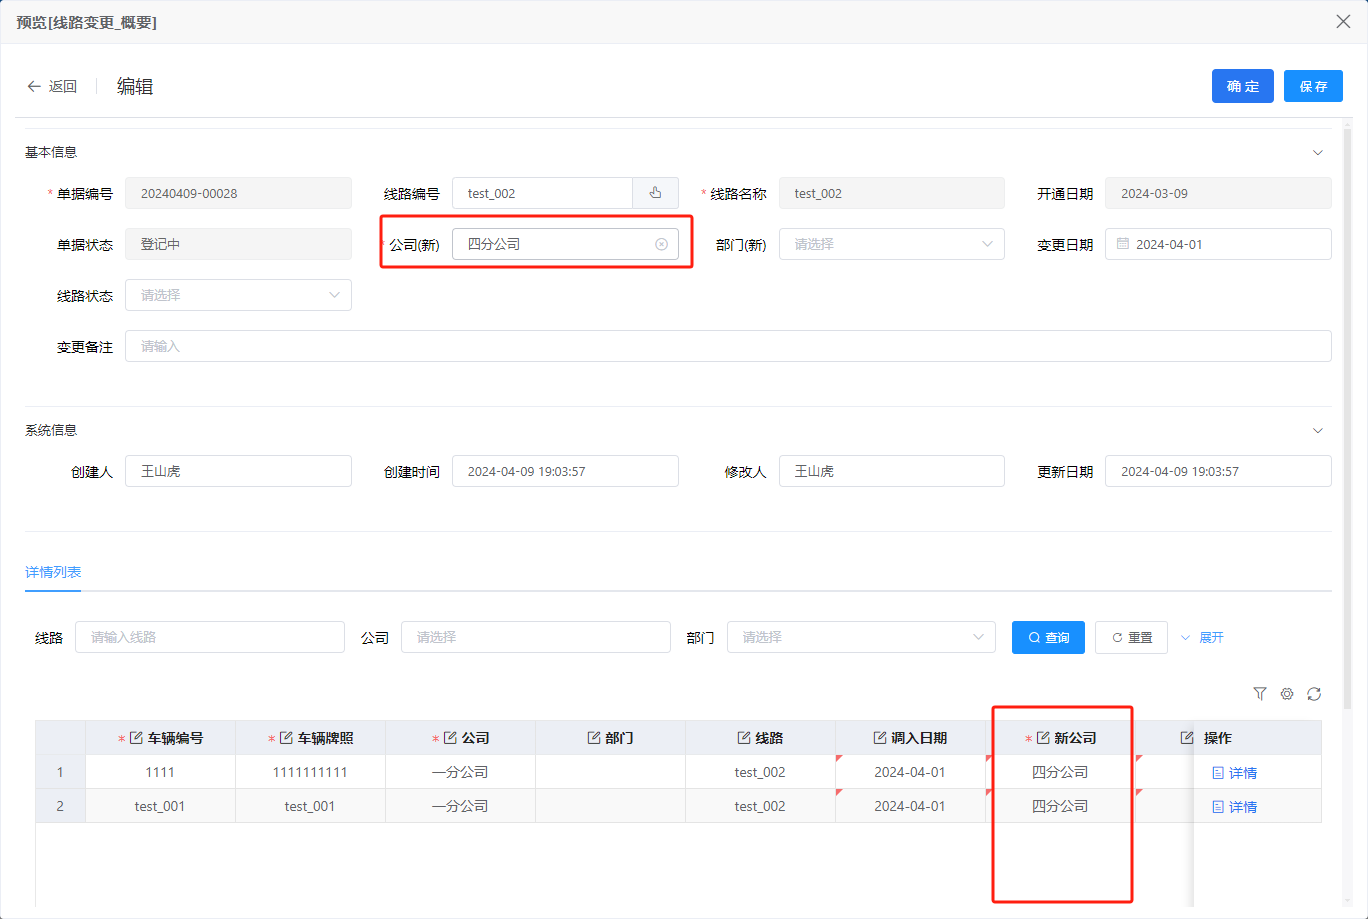 预览[线路变更_概要]
返回 编辑 确 定 保 存
基本信息
* 单据编号 20240409-00028 线路编号 test_002 * 线路名称 test_002 开通日期 2024-03-09
单据状态 登记中 公司(新) 四分公司 部门(新) 请选择 变更日期 2024-04-01
线路状态 请选择
变更备注 请输入
系统信息
创建人 王山虎 创建时间 2024-04-09 19:03:57 修改人 王山虎 更新日期 2024-04-09 19:03:57
详情列表
线路 请输入线路 公司 请选择 部门 请选择 查询 重置 展开
* 车辆编号 * 车辆牌照 * 公司 部门 线路 调入日期 * 新公司 操作
1 1111 1111111111 一分公司 test_002 2024-04-01 四分公司 详情
2 test_001 test_001 一分公司 test_002 2024-04-01 四分公司 详情